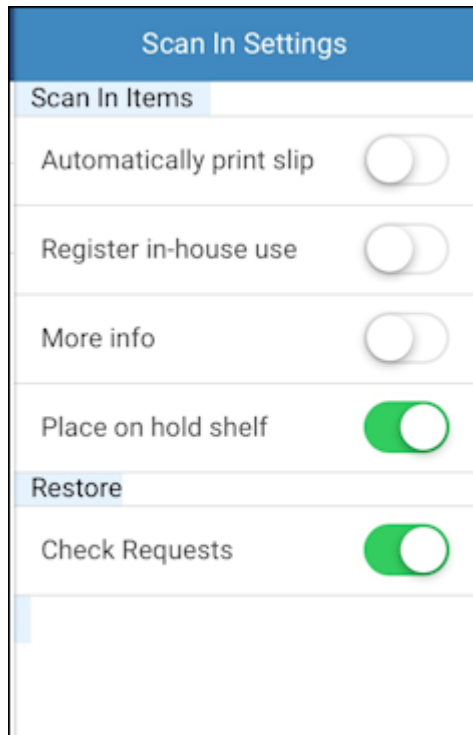 Scan In Settings
Scan In Items
Automatically print slip
Register in-house use
More info
Place on hold shelf
Restore
Check Requests